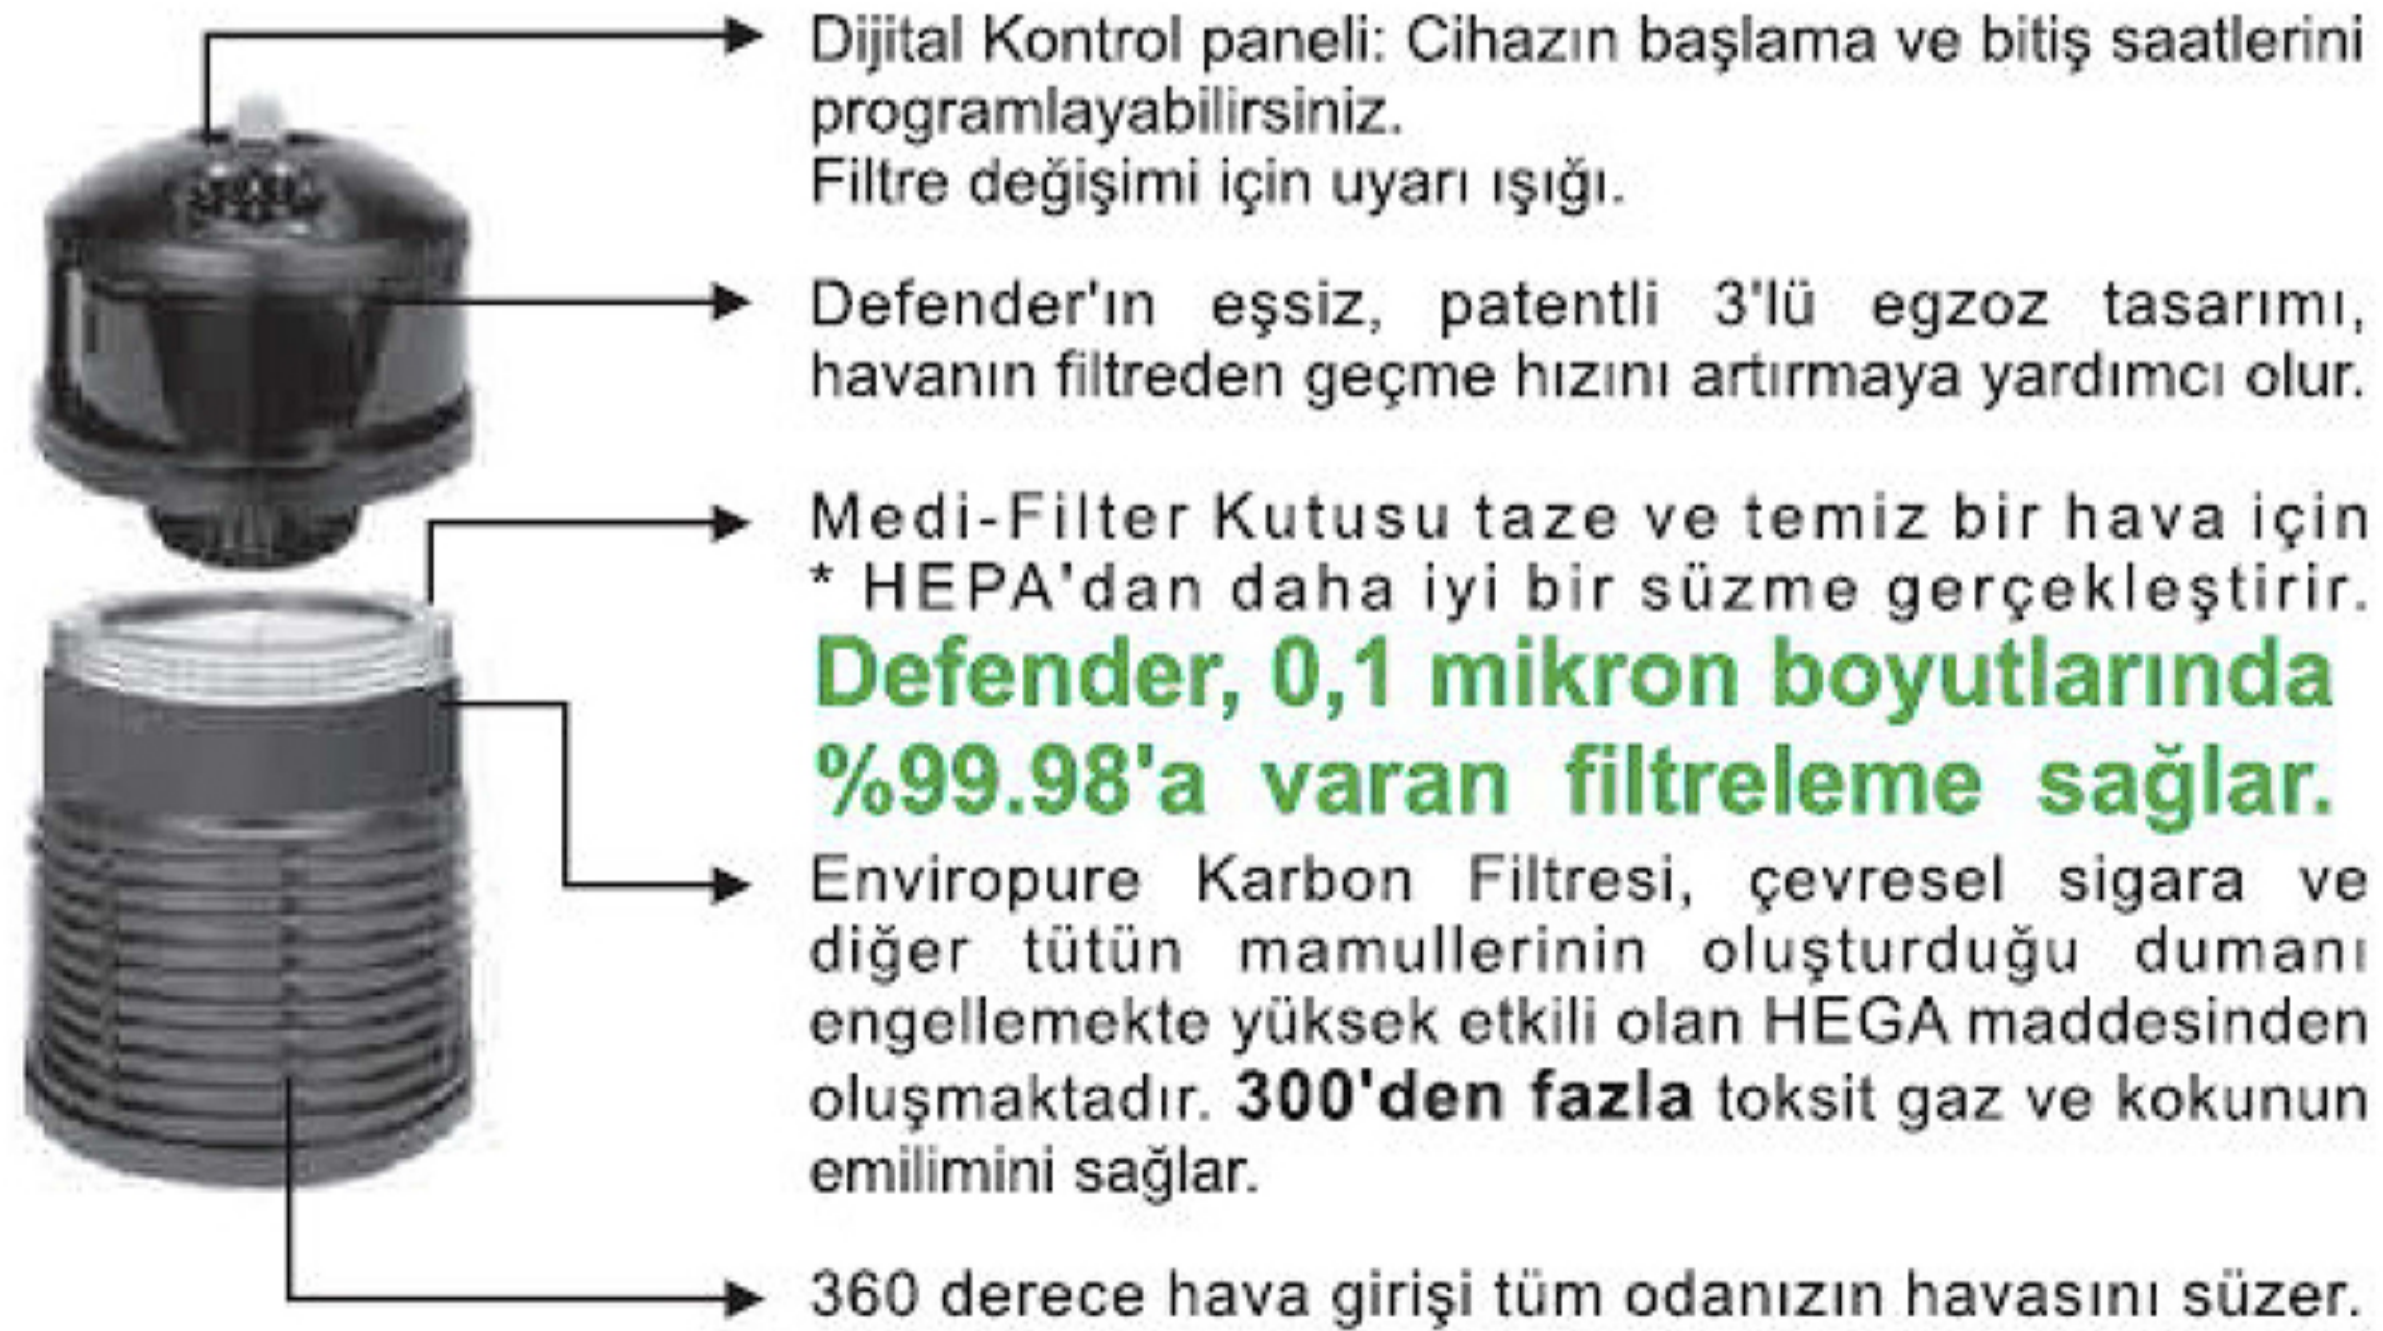 Dijital Kontrol paneli: Cihazın başlama ve bitiş saatlerini
programlayabilirsiniz.
Filtre değişimi için uyarı ışığı.
Defender'ın eşsiz, patentli 3'lü egzoz tasarımı,
havanın filtreden geçme hızını artırmaya yardımcı olur.
Medi-Filter Kutusu taze ve temiz bir hava için
* HEPA'dan daha iyi bir süzme gerçekleştirir.
Defender, 0,1 mikron boyutlarında
%99.98'a varan filtreleme sağlar.
Enviropure Karbon Filtresi, çevresel sigara ve
diğer tütün mamullerinin oluşturduğu dumanı
engellemekte yüksek etkili olan HEGA maddesinden
oluşmaktadır. 300'den fazla toksit gaz ve kokunun
emilimini sağlar.
360 derece hava girişi tüm odanızın havasını süzer.